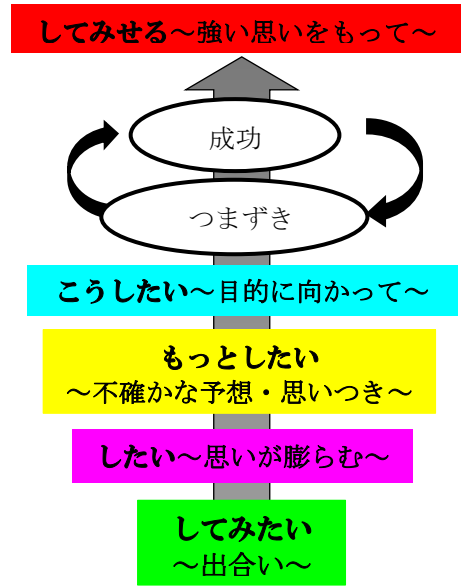 してみせる～強い思いをもって～
成功
つまずき
こうしたい～目的に向かって～
もっとしたい
～不確かな予想・思いつき～
したい～思いが膨らむ～
してみたい
～出合い～